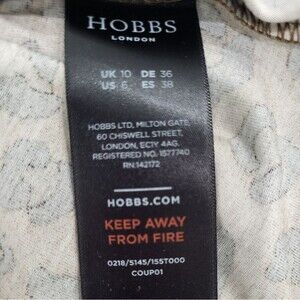 HOBBS
LONDON
UK 10 DE 36
US 6 ES 38
HOBBS LTD, MILTON GATE,
60 CHISWELL STREET,
LONDON, EC1Y 4AG.
REGISTERED NO. 1577740
RN:142172
HOBBS.COM
KEEP AWAY
FROM FIRE
0218/5145/155T000
COUP01